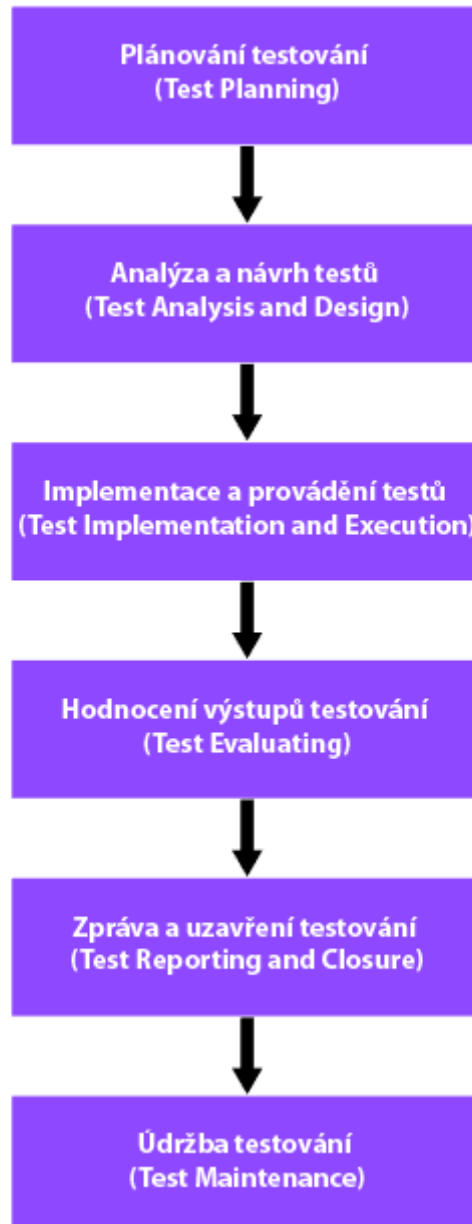 Plánování testování
(Test Planning)
Analýza a návrh testů
(Test Analysis and Design)
Implementace a provádění testů
(Test Implementation and Execution)
Hodnocení výstupů testování
(Test Evaluating)
Zpráva a uzavření testování
(Test Reporting and Closure)
Údržba testování
(Test Maintenance)